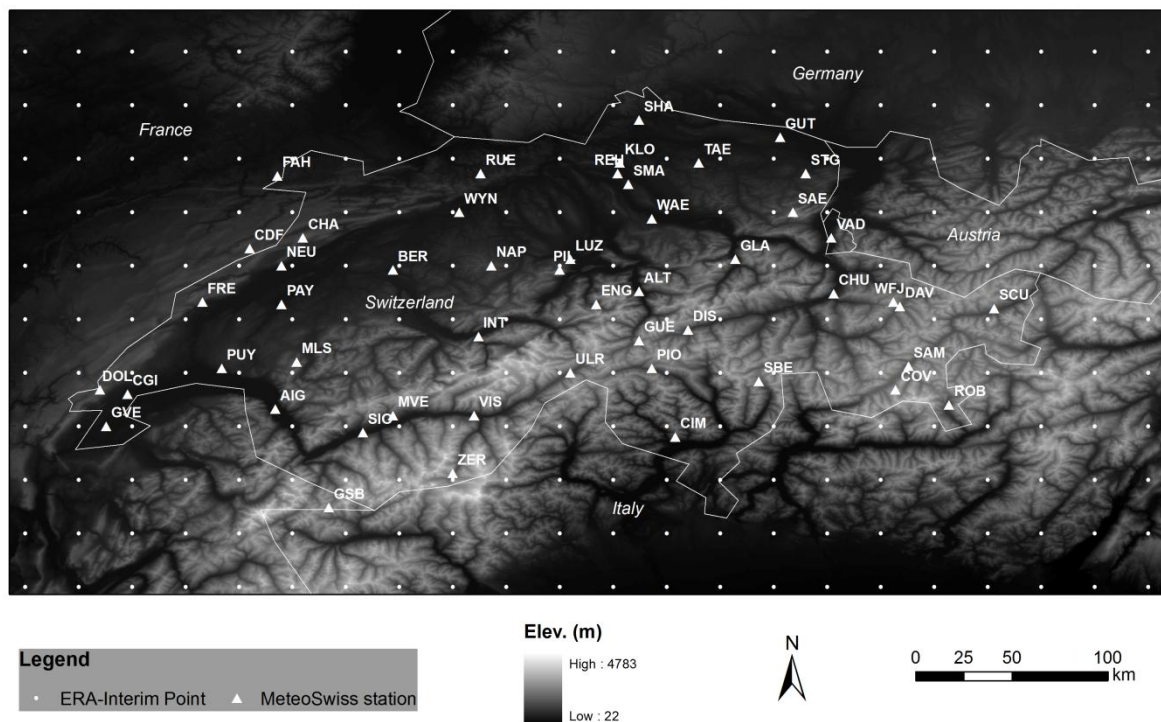 Germany
SHA
France
GUT
KLO
TAE
FAH
RUE
REH
STG
SMA
WYN
WAE
SAE
CHA
VAD
CDF
Austria
NEU
BER
NAP
PIL
LUZ
GLA
FRE
PAY
Switzerland
ENG
ALT
CHU
WFJ
DAV
SCU
INT
GUE
DIS
PUY
MLS
ULR
PIO
SBE
SAM
DOL
CGI
COV
ROB
GVE
AIG
SIO
MVE
VIS
CIM
ZER
GSB
Italy
Legend
ERA-Interim Point
MeteoSwiss station
Elev. (m)
High : 4783
Low : 22
N
0 25 50 100
km